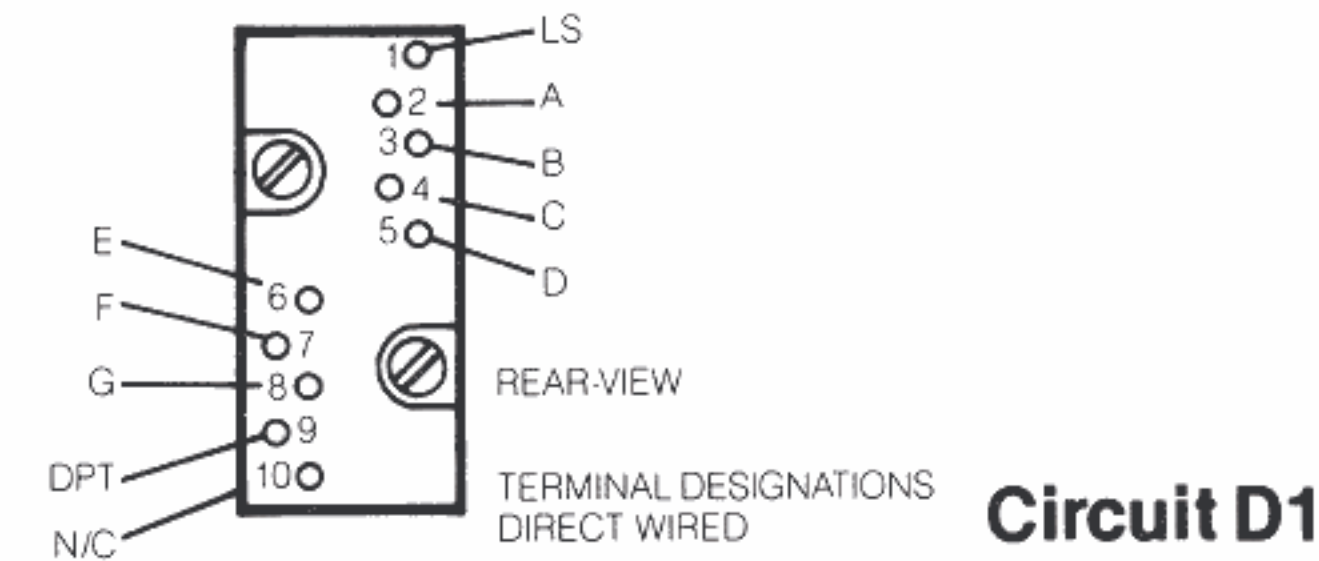 LS
1
2
A
3
B
4
C
5
D
E
6
F
7
G
8
REAR-VIEW
9
DPT
10
TERMINAL DESIGNATIONS
DIRECT WIRED
N/C
Circuit D1